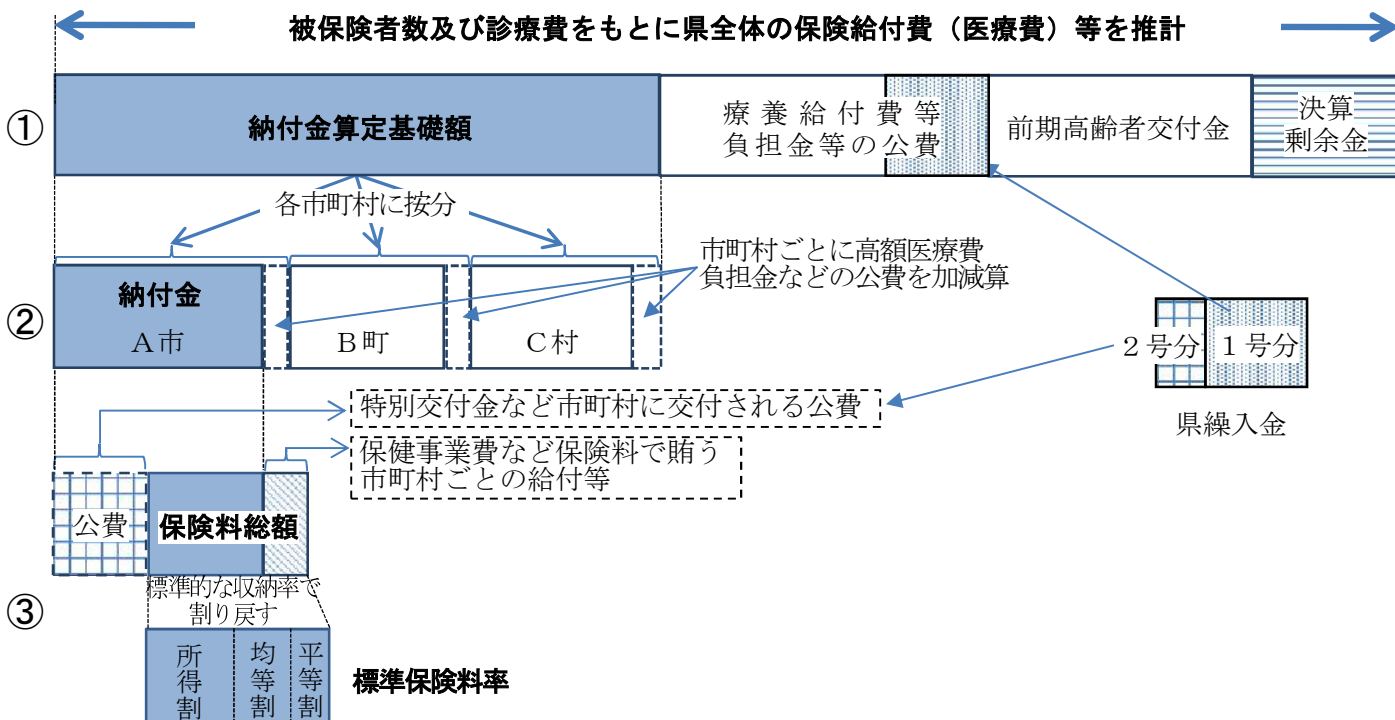 被保険者数及び診療費をもとに県全体の保険給付費（医療費）等を推計
①
納付金算定基礎額
療養給付費等
負担金等の公費
前期高齢者交付金
決算
剰余金
各市町村に按分
市町村ごとに高額医療費
負担金などの公費を加減算
②
納付金
A市
B町
C村
2号分
1号分
県繰入金
特別交付金など市町村に交付される公費
保健事業費など保険料で賄う
市町村ごとの給付等
公費
保険料総額
③
標準的な収納率で
割り戻す
所得割
均等割
平等割
標準保険料率